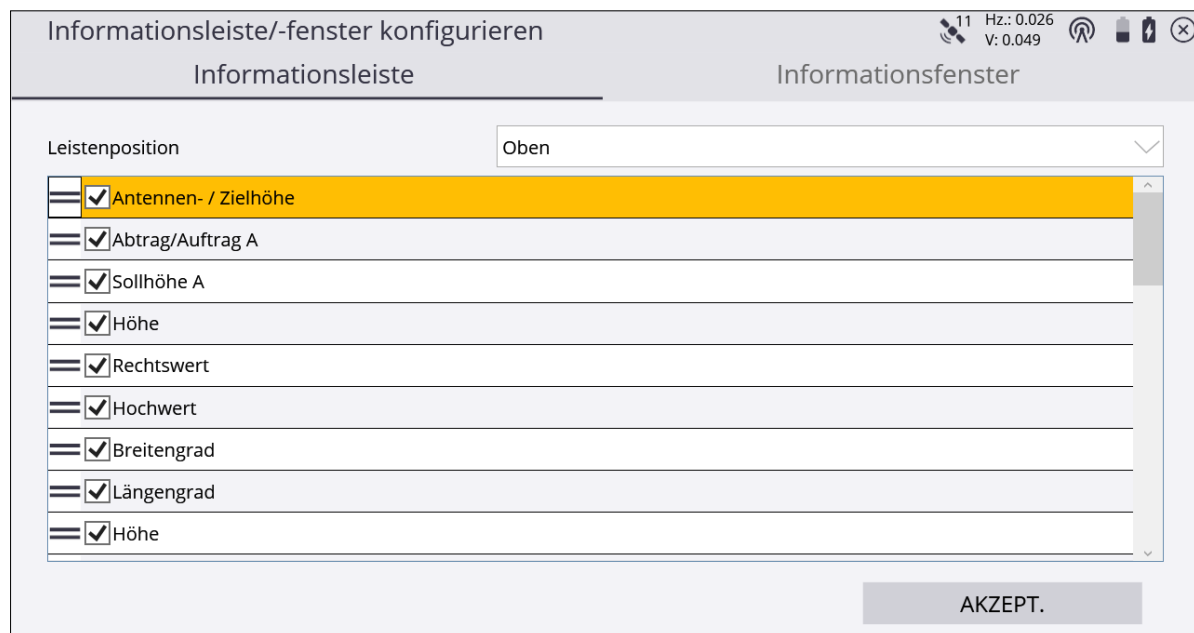 Informationsleiste/-fenster konfigurieren
11
Hz.: 0.026
V: 0.049
Informationsleiste
Informationsfenster
Leistenposition
Oben
Antennen- / Zielhöhe
Abtrag/Auftrag A
Sollhöhe A
Höhe
Rechtswert
Hochwert
Breitengrad
Längengrad
Höhe
AKZEPT.